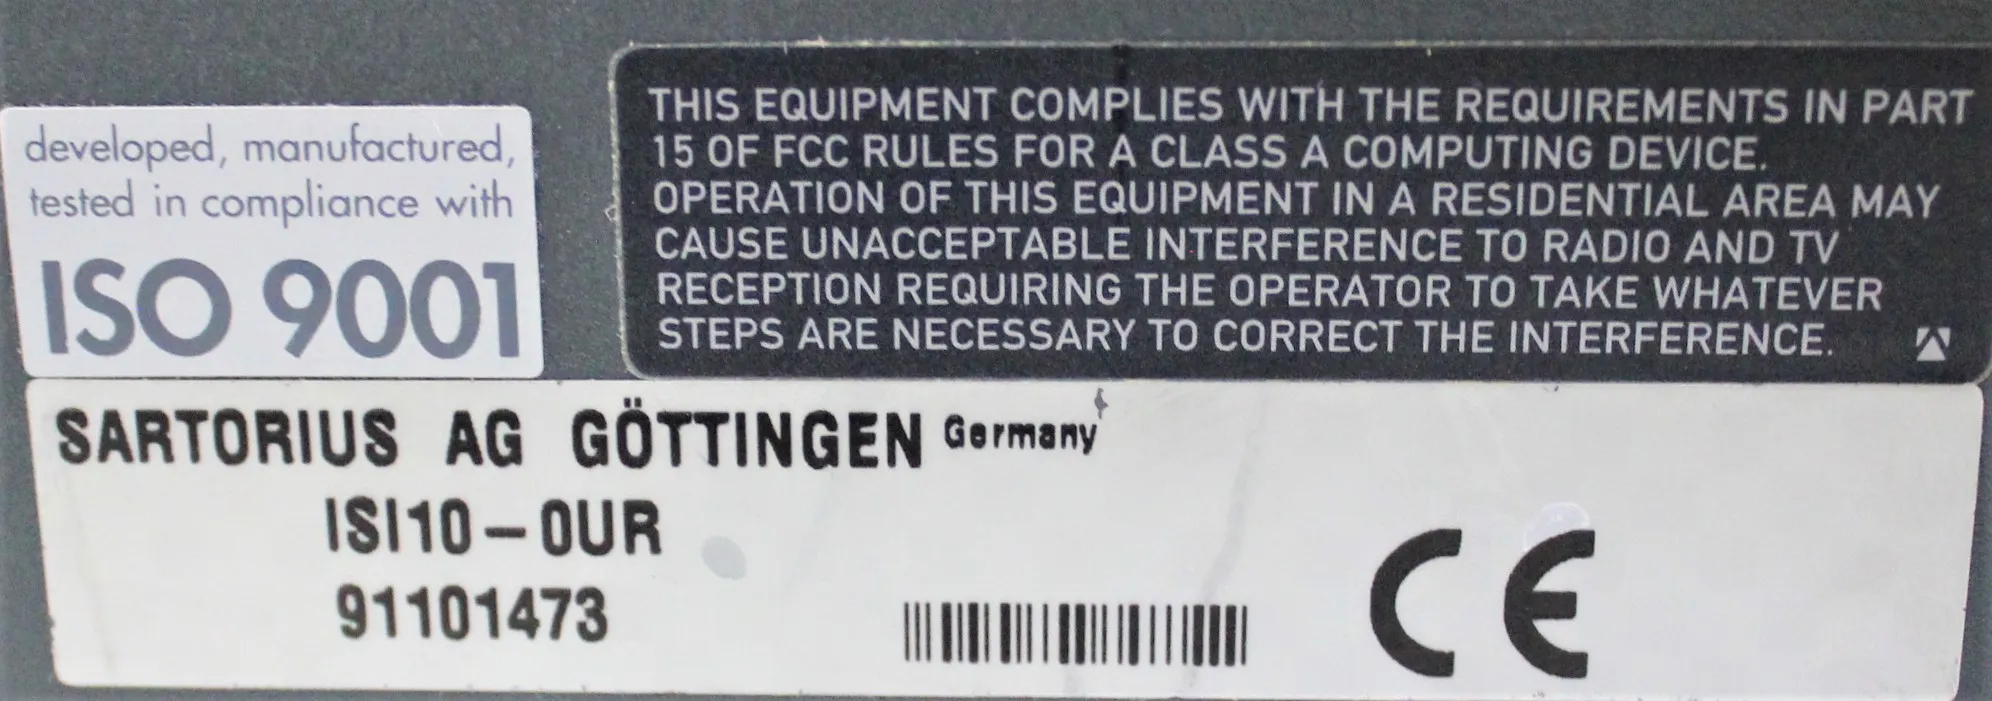 developed, manufactured,
tested in compliance with
ISO 9001
THIS EQUIPMENT COMPLIES WITH THE REQUIREMENTS IN PART
15 OF FCC RULES FOR A CLASS A COMPUTING DEVICE.
OPERATION OF THIS EQUIPMENT IN A RESIDENTIAL AREA MAY
CAUSE UNACCEPTABLE INTERFERENCE TO RADIO AND TV
RECEPTION REQUIRING THE OPERATOR TO TAKE WHATEVER
STEPS ARE NECESSARY TO CORRECT THE INTERFERENCE.
SARTORIUS AG GÖTTINGEN Germany
ISI10-0UR
91101473
CE